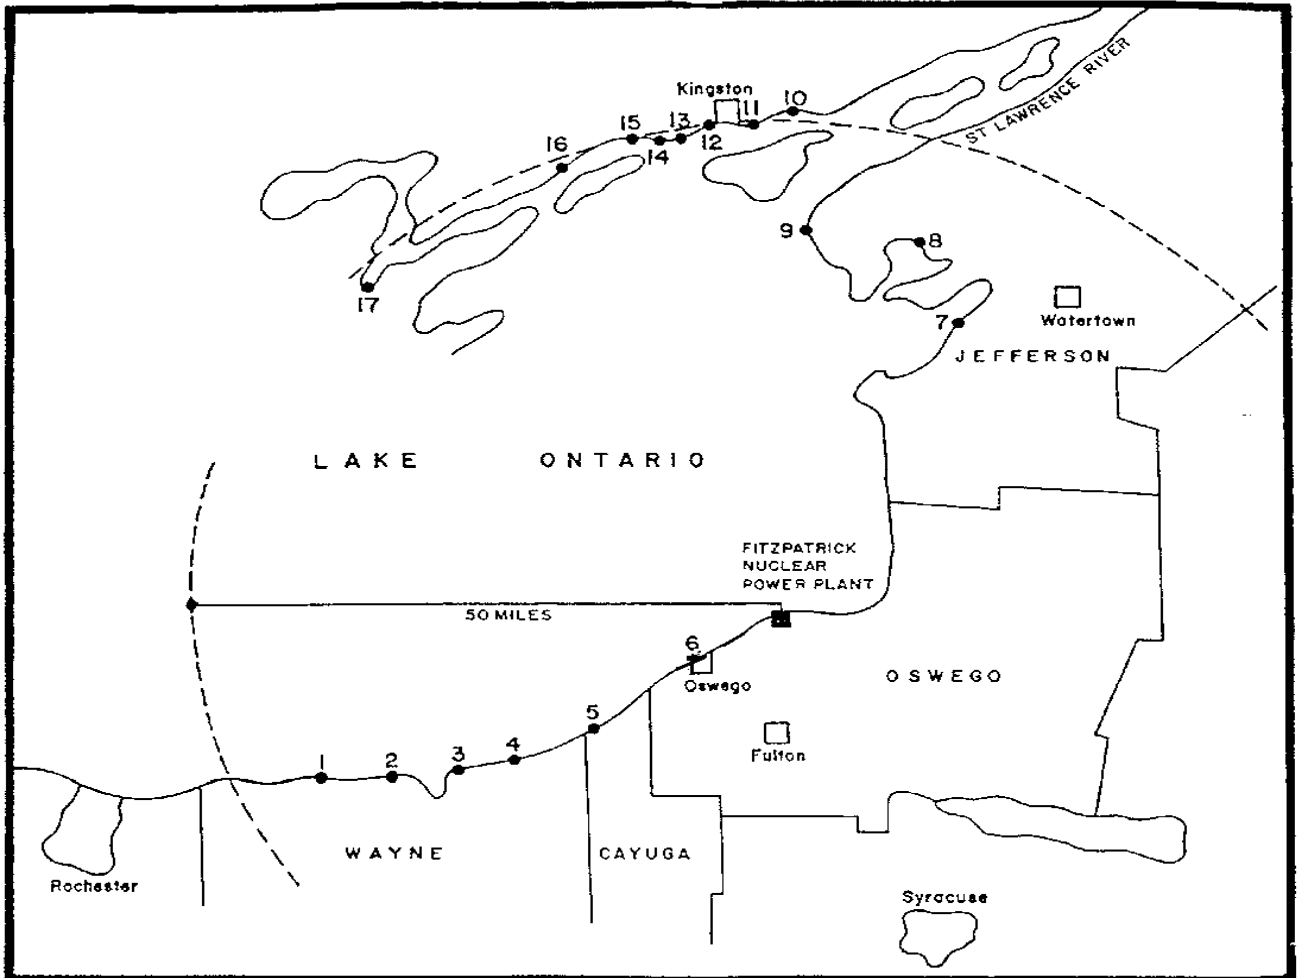 Kingston
10
11
15
13
16
14
12
ST LAWRENCE RIVER
9
8
17
7
Watertown
JEFFERSON
LAKE ONTARIO
FITZPATRICK
NUCLEAR
POWER PLANT
50 MILES
6
Oswego
OSWEGO
5
4
3
2
1
Fulton
WAYNE
CAYUGA
Rochester
Syracuse